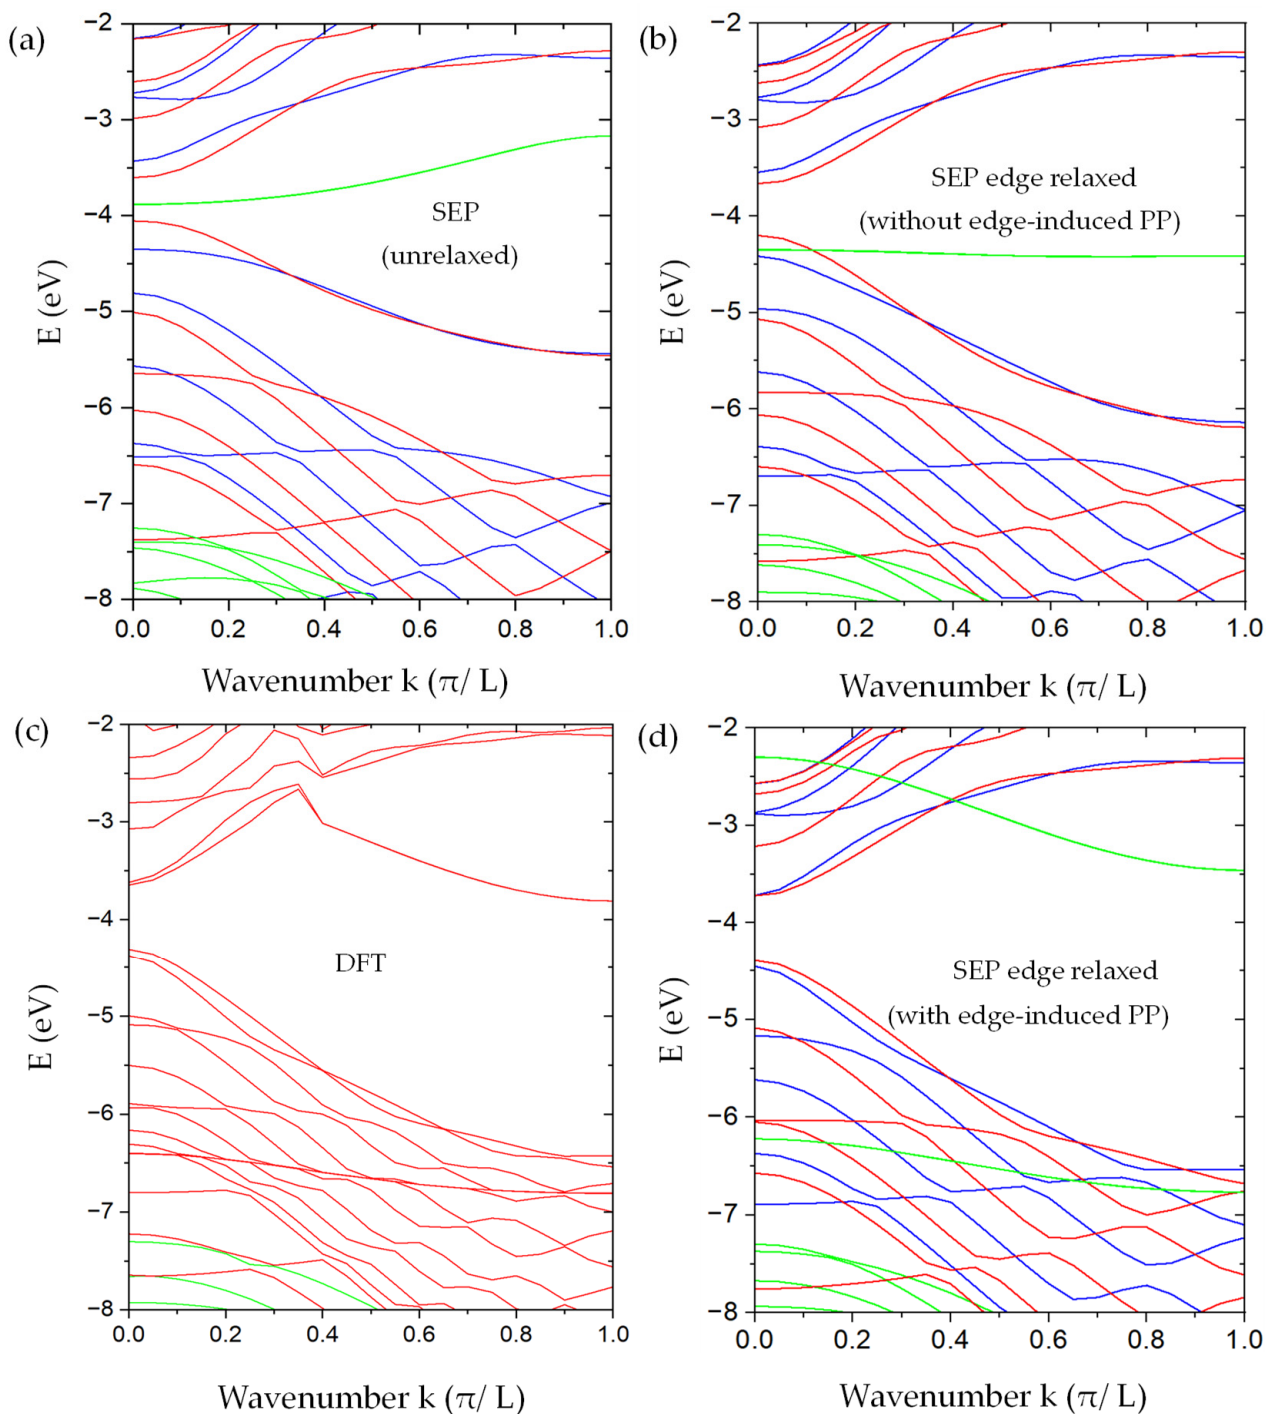 (a)
−2
−3
−4
−5
−6
−7
−8
E (eV)
SEP
(unrelaxed)
0.0 0.2 0.4 0.6 0.8 1.0
Wavenumber k (π/ L)
(b)
−2
−3
−4
−5
−6
−7
−8
E (eV)
SEP edge relaxed
(without edge-induced PP)
0.0 0.2 0.4 0.6 0.8 1.0
Wavenumber k (π/ L)
(c)
−2
−3
−4
−5
−6
−7
−8
E (eV)
DFT
0.0 0.2 0.4 0.6 0.8 1.0
Wavenumber k (π/ L)
(d)
−2
−3
−4
−5
−6
−7
−8
E (eV)
SEP edge relaxed
(with edge-induced PP)
0.0 0.2 0.4 0.6 0.8 1.0
Wavenumber k (π/ L)